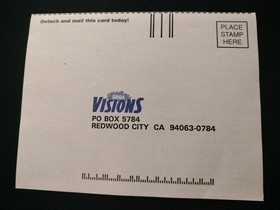 Detach and mail this card today!
PLACE
STAMP
HERE
SEGA
VISIONS
PO BOX 5784
REDWOOD CITY CA 94063-0784